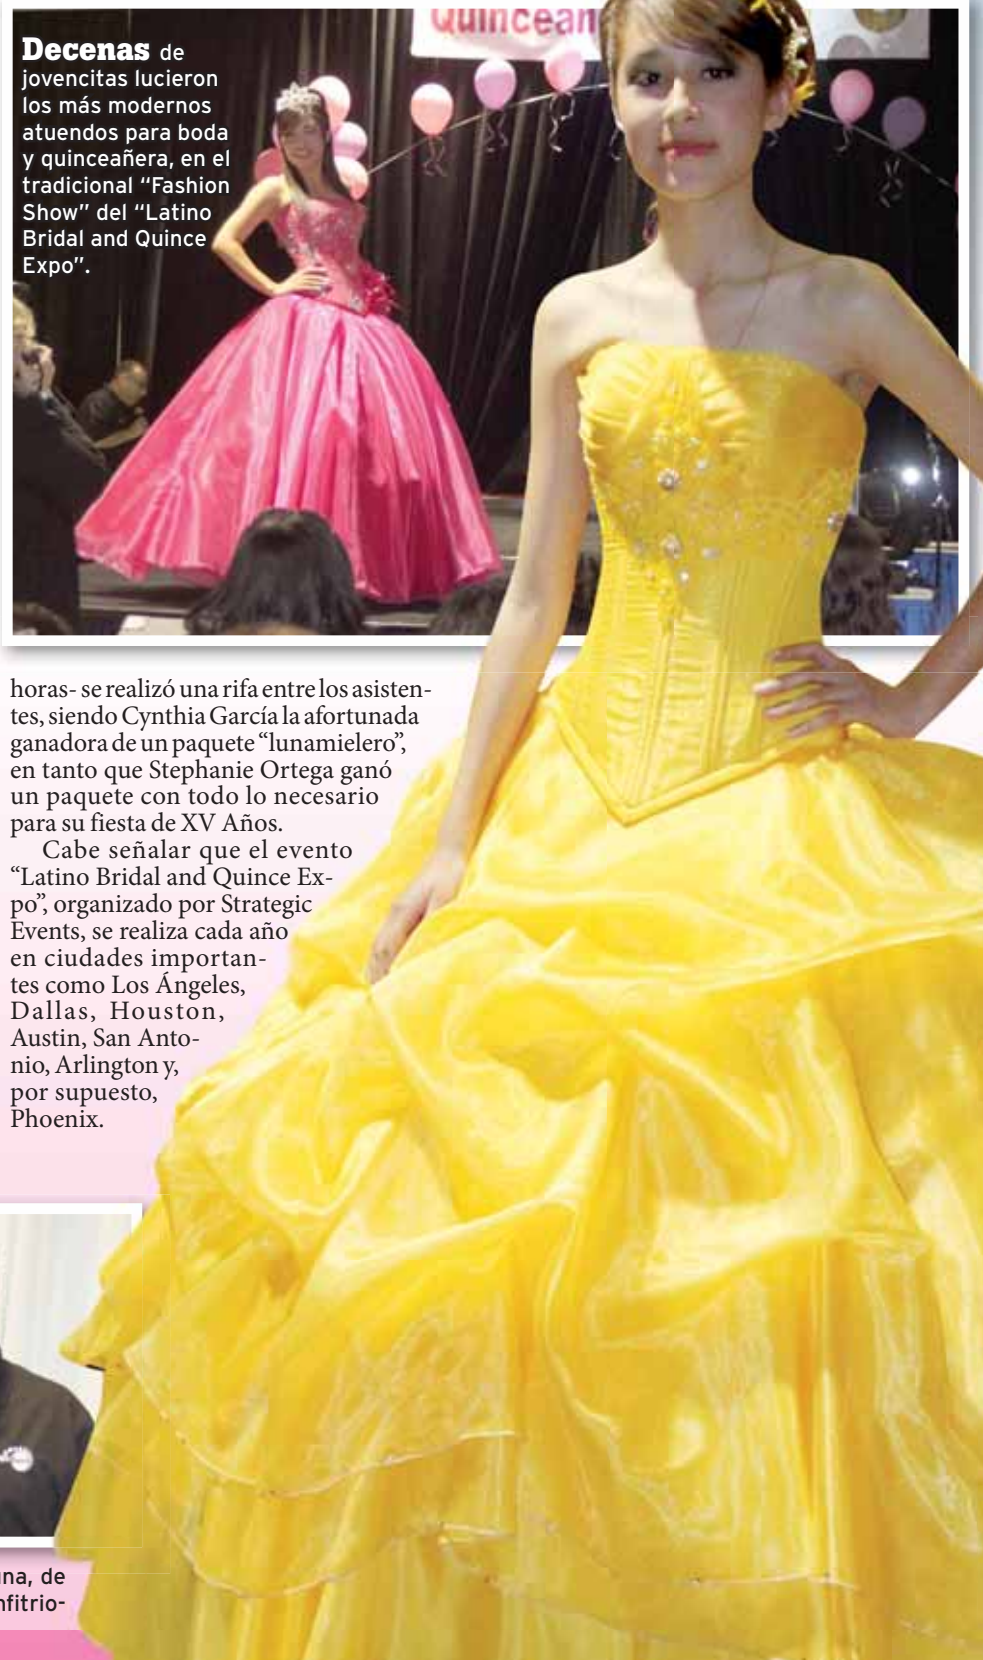 Quincean
Decenas de
jovencitas lucieron
los más modernos
atuendos para boda
y quinceañera, en el
tradicional “Fashion
Show” del “Latino
Bridal and Quince
Expo”.
horas- se realizó una rifa entre los asisten-
tes, siendo Cynthia García la afortunada
ganadora de un paquete “lunamielero”,
en tanto que Stephanie Ortega ganó
un paquete con todo lo necesario
para su fiesta de XV Años.
Cabe señalar que el evento
“Latino Bridal and Quince Ex-
po”, organizado por Strategic
Events, se realiza cada año
en ciudades importan-
tes como Los Ángeles,
Dallas, Houston,
Austin, San Anto-
nio, Arlington y,
por supuesto,
Phoenix.
na, de
nfitrio-